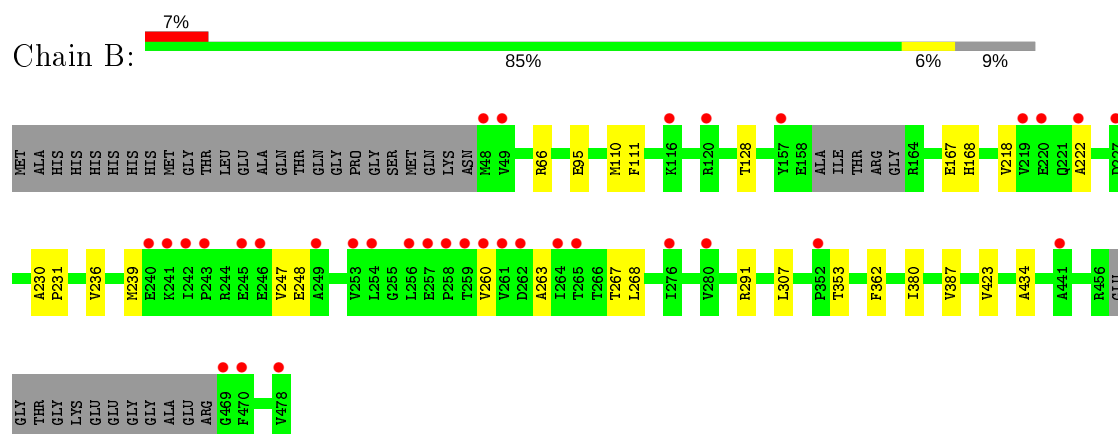 7%
Chain B:
85% 6% 9%
MET ALA HIS HIS HIS HIS HIS HIS MET GLY THR LEU GLU ALA GLN THR GLN GLY PRO GLY SER MET GLN LYS ASN M48 V49 R66 E95 M110 F111 K116 R120 T128 Y157 E158 ALA ILE THR ARG GLY R164 E167 H168 V218 V219 E220 Q221 A222 D227
A230 P231 V236 M239 E240 K241 I242 P243 R244 E245 E246 V247 E248 A249 V253 L254 G255 L256 E257 P258 T259 V260 V261 D262 A263 I264 T265 T266 T267 L268 I276 V280 R291 L307 P352 T353 F362 I380 V387 V423 A434 A441 R456 GLU
GLY THR GLY LYS GLU GLU GLY GLY ALA GLU ARG G469 F470 V478